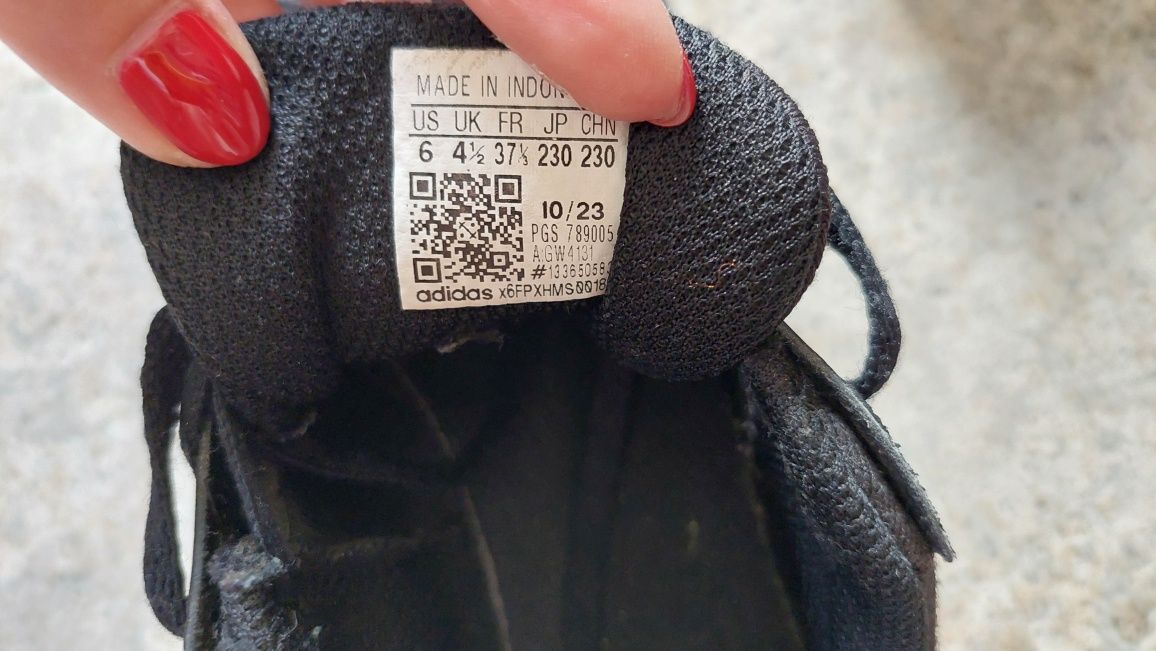 MADE IN
US UK FR JP CHN
6 4½ 37⅓ 230 230
10/23
PGS 789005
A:GW4131
adidas